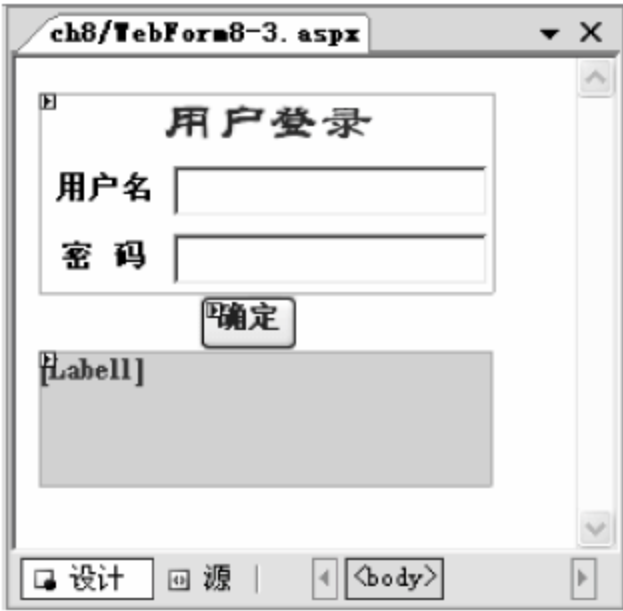 ch8/WebForm8-3.aspx
用户登录
用户名
密 码
确定
[Label1]
设计 源 <body>